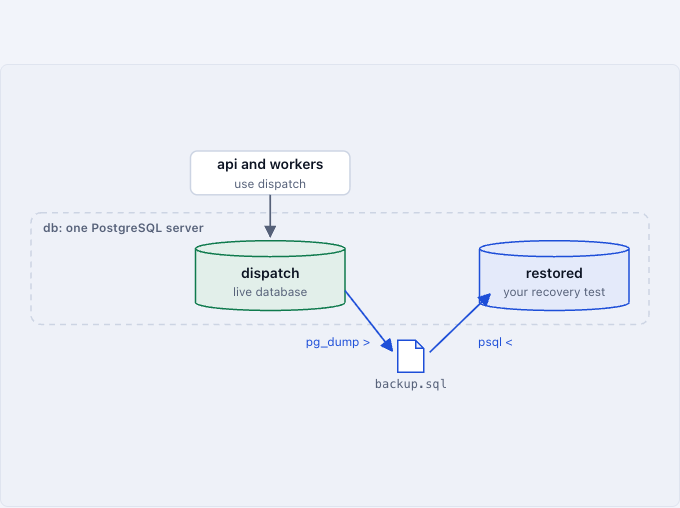 api and workers
use dispatch
db: one PostgreSQL server
dispatch
live database
restored
your recovery test
pg_dump >
psql <
backup.sql